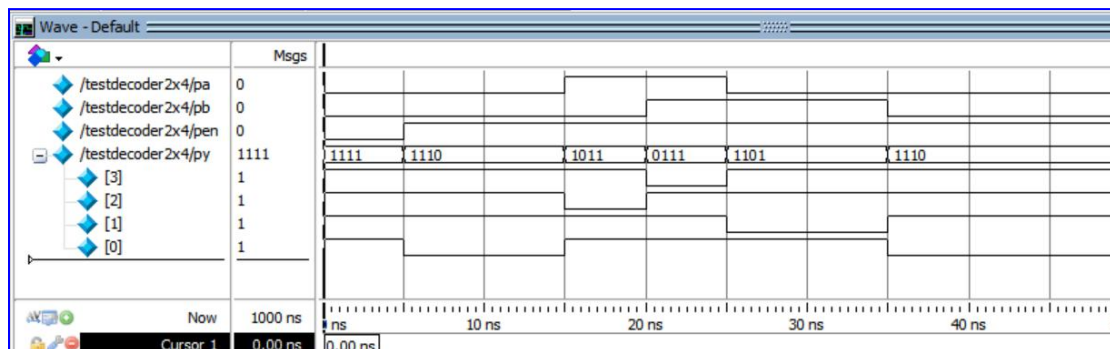 Wave - Default
Msgs
/testdecoder2x4/pa 0
/testdecoder2x4/pb 0
/testdecoder2x4/pen 0
/testdecoder2x4/py 1111 1111 1110 1011 0111 1101 1110
[3] 1
[2] 1
[1] 1
[0] 1
Now 1000 ns ns 10 ns 20 ns 30 ns 40 ns
Cursor 1 0.00 ns 0.00 ns